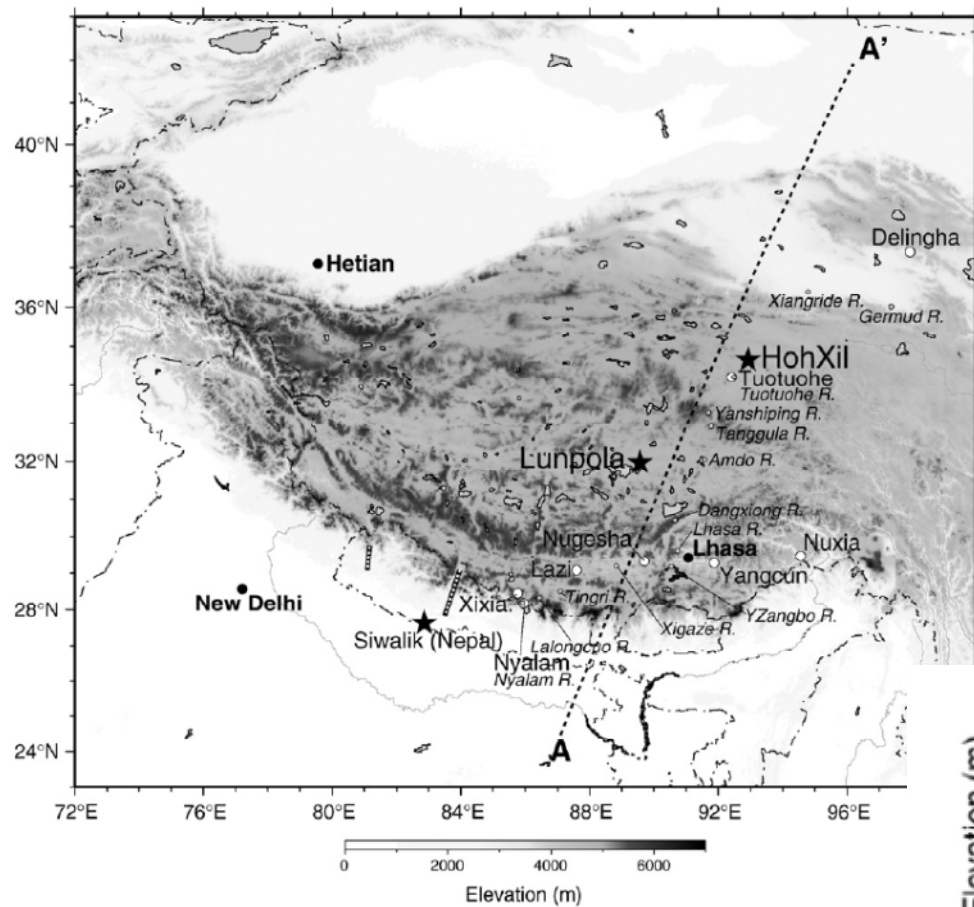 A'
40°N
Delingha
Hetian
Xiangride R.
36°N
Germud R.
HohXil
Tuotuohe
Tuotuohe R.
Yanshiping R.
Tanggula R.
32°N
Lunpola
Amdo R.
Dangxiong R.
Nugesha
Lhasa R.
Lhasa
Nuxia
Lazi
Yangcun
New Delhi
Xixia
Tingri R.
28°N
YZangbo R.
Xigaze R.
Siwalik (Nepal)
Lalongcuo R.
Nyalam
Nyalam R.
24°N
A
72°E 76°E 80°E 84°E 88°E 92°E 96°E
0 2000 4000 6000
Elevation (m)
Elevation (m)